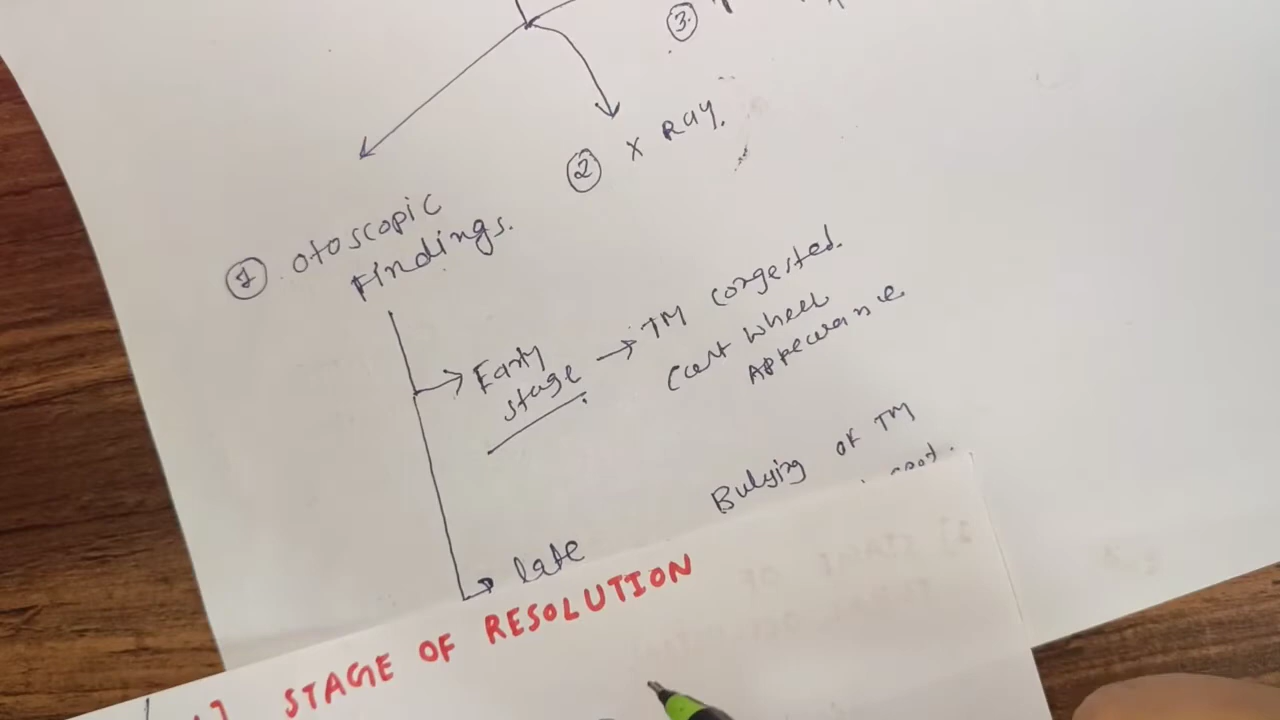 3
2 X RAY.
1 . Otoscopic
Findings.
Early
stage → TM congested.
Cart wheel
Appearance
late
Bulging of TM
STAGE OF RESOLUTION